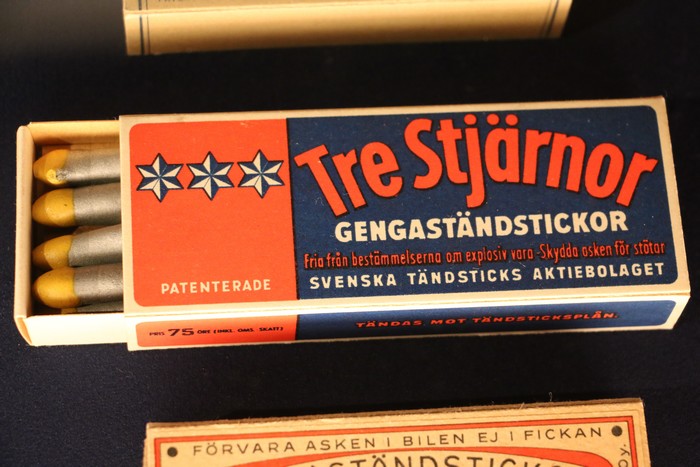 Tre Stjärnor
GENGASTÄNDSTICKOR
Fria från bestämmelserna om explosiv vara - Skydda asken för stötar
SVENSKA TÄNDSTICKS AKTIEBOLAGET
PATENTERADE
PRIS 75 ÖRE (INKL. OMS. SKATT)
TÄNDAS MOT TÄNDSTICKSPLÅN.
FÖRVARA ASKEN I BILEN EJ I FICKAN